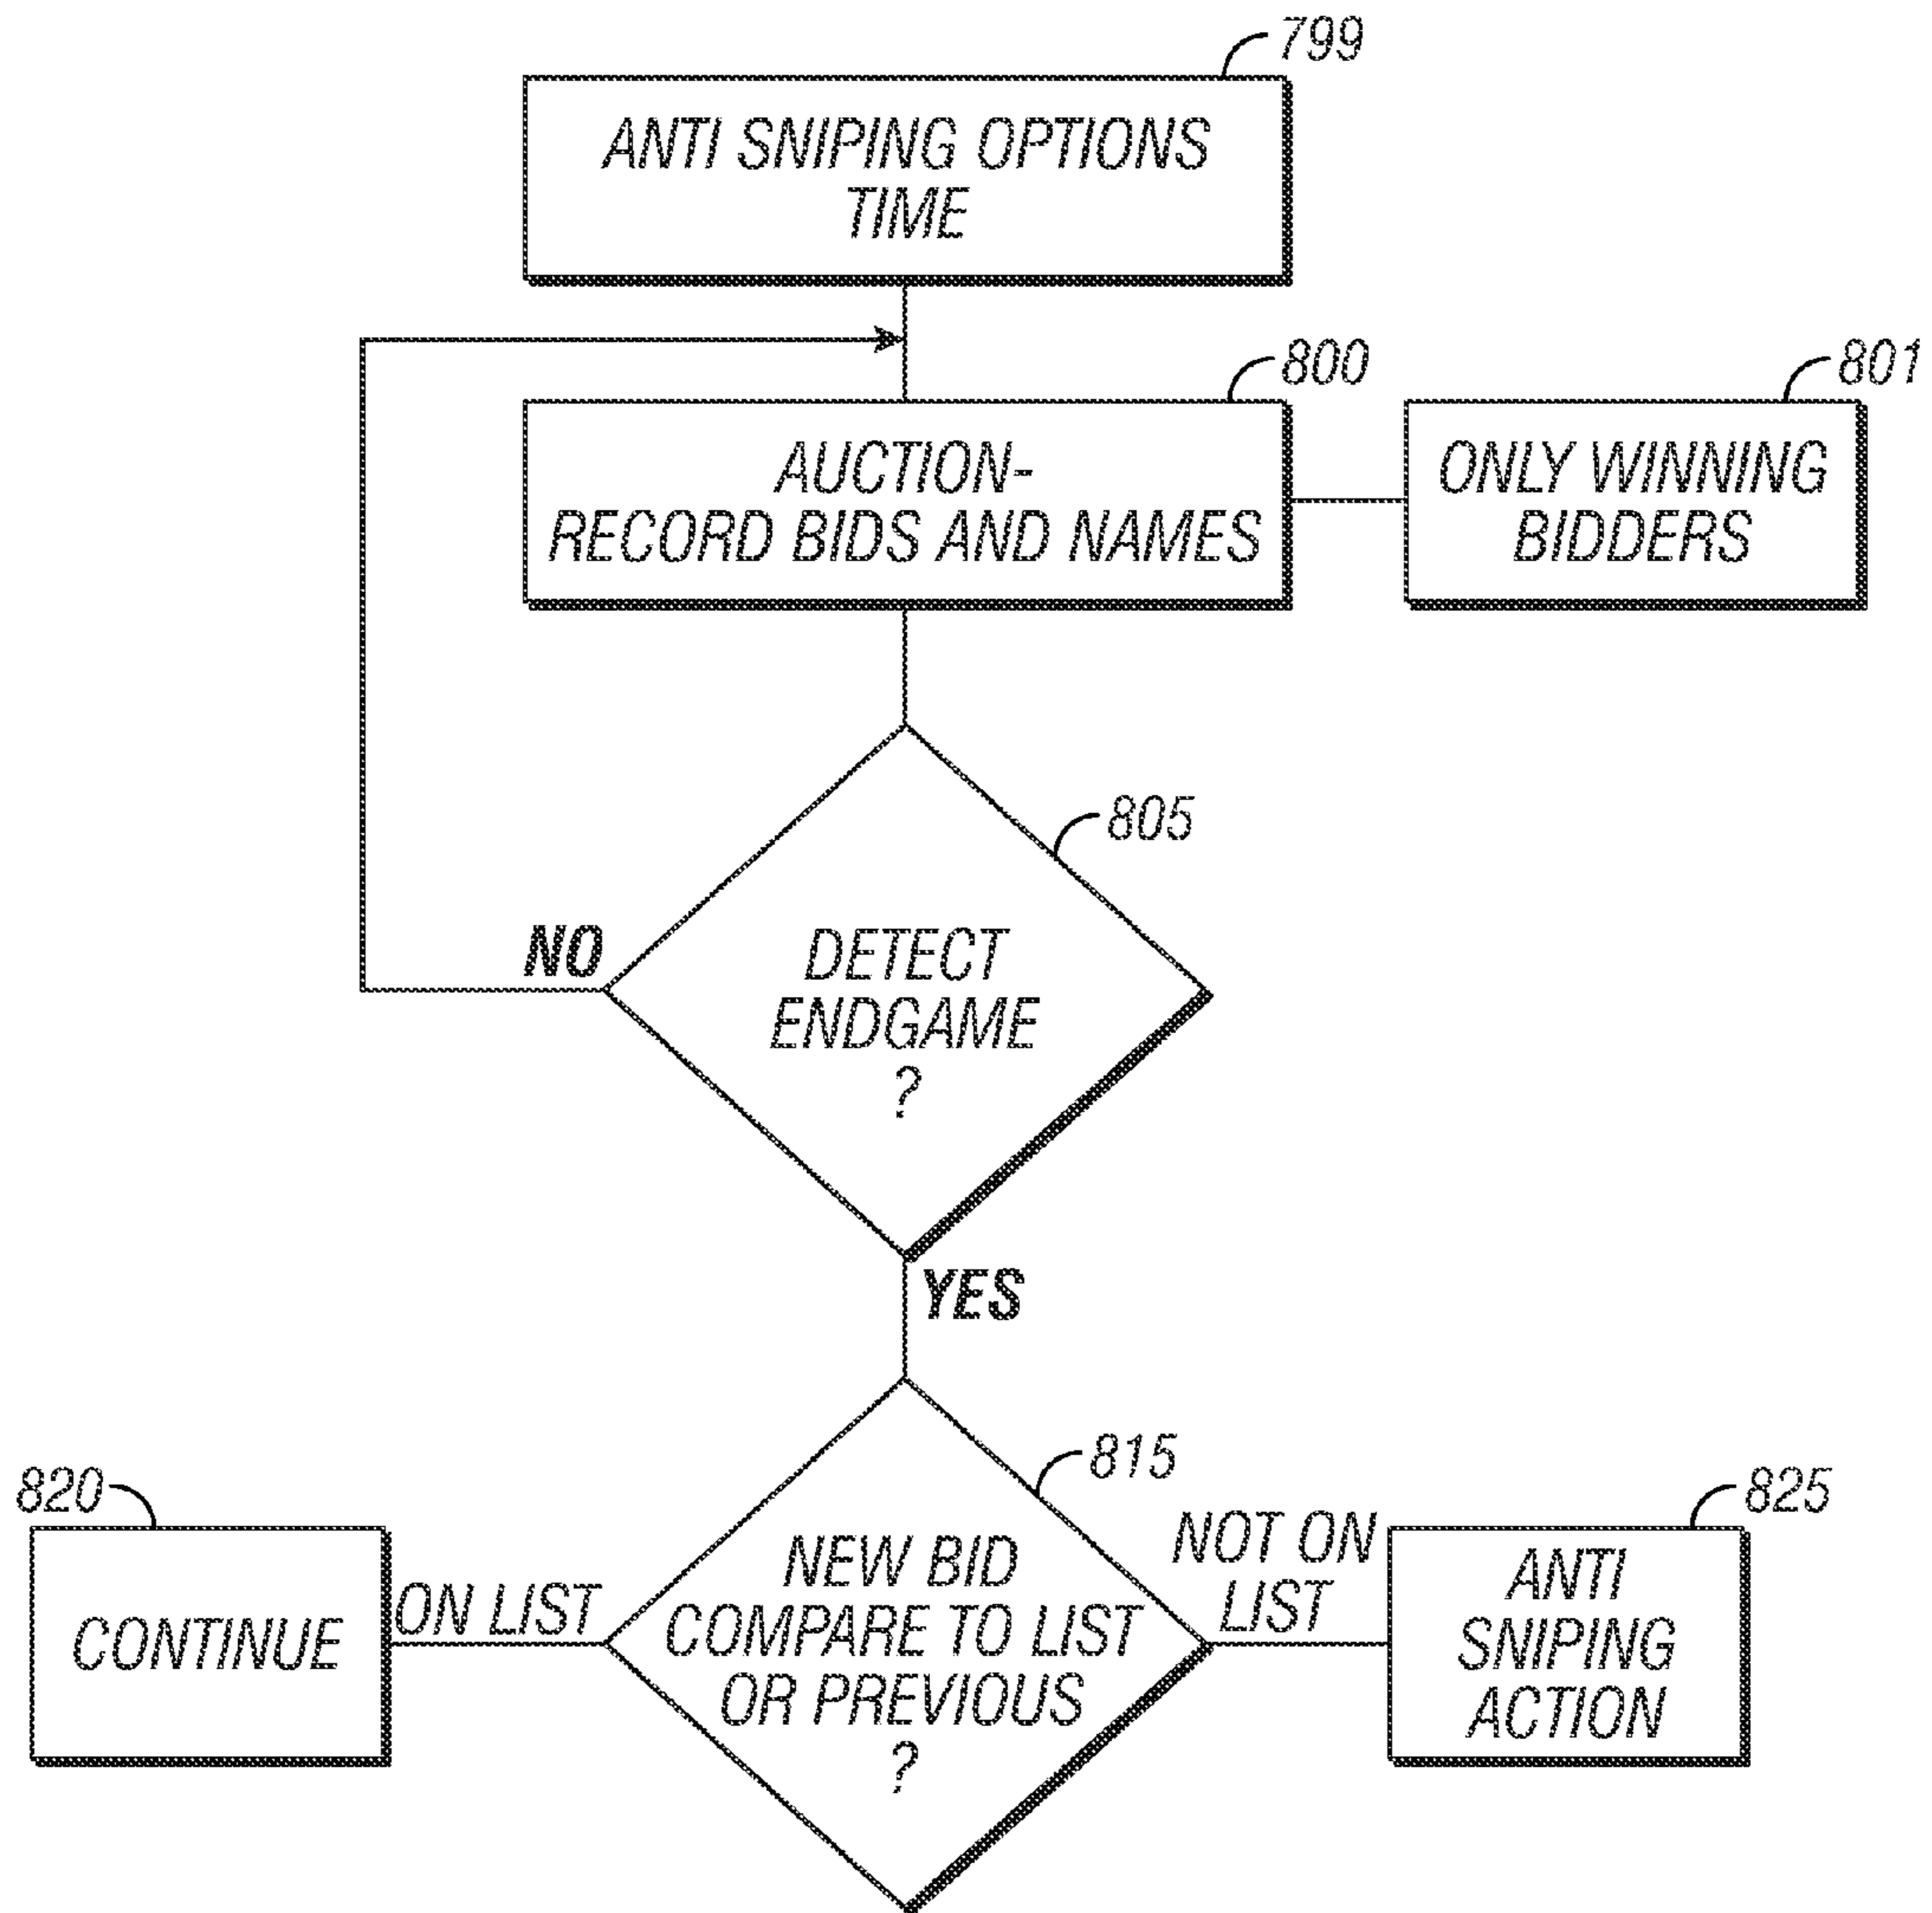 799
ANTI SNIPING OPTIONS
TIME
800
801
AUCTION-
RECORD BIDS AND NAMES
ONLY WINNING
BIDDERS
805
NO
DETECT
ENDGAME
?
YES
815
820
825
NEW BID
COMPARE TO LIST
OR PREVIOUS
?
CONTINUE
ON LIST
NOT ON
LIST
ANTI
SNIPING
ACTION